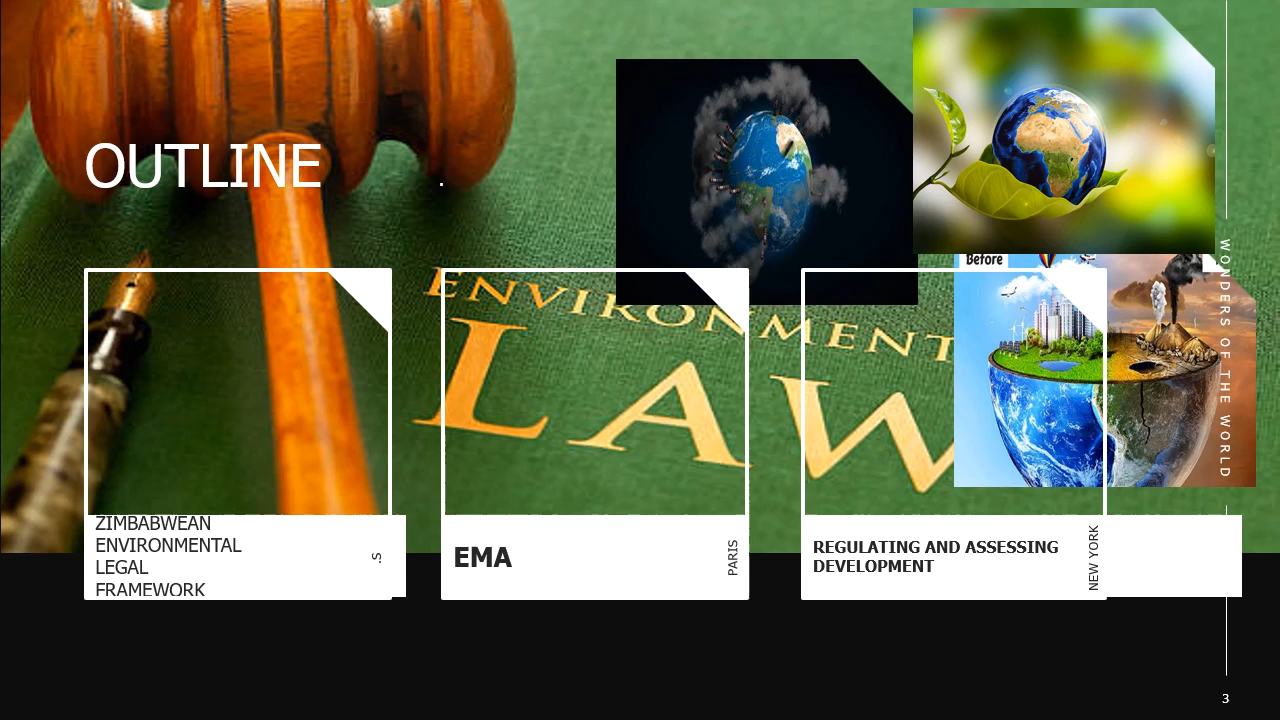 OUTLINE
.
Before
WONDERS OF THE WORLD
ENVIRONMENT
LAW
ZIMBABWEAN
ENVIRONMENTAL
LEGAL
FRAMEWORK
.S
EMA
PARIS
REGULATING AND ASSESSING
DEVELOPMENT
NEW YORK
3